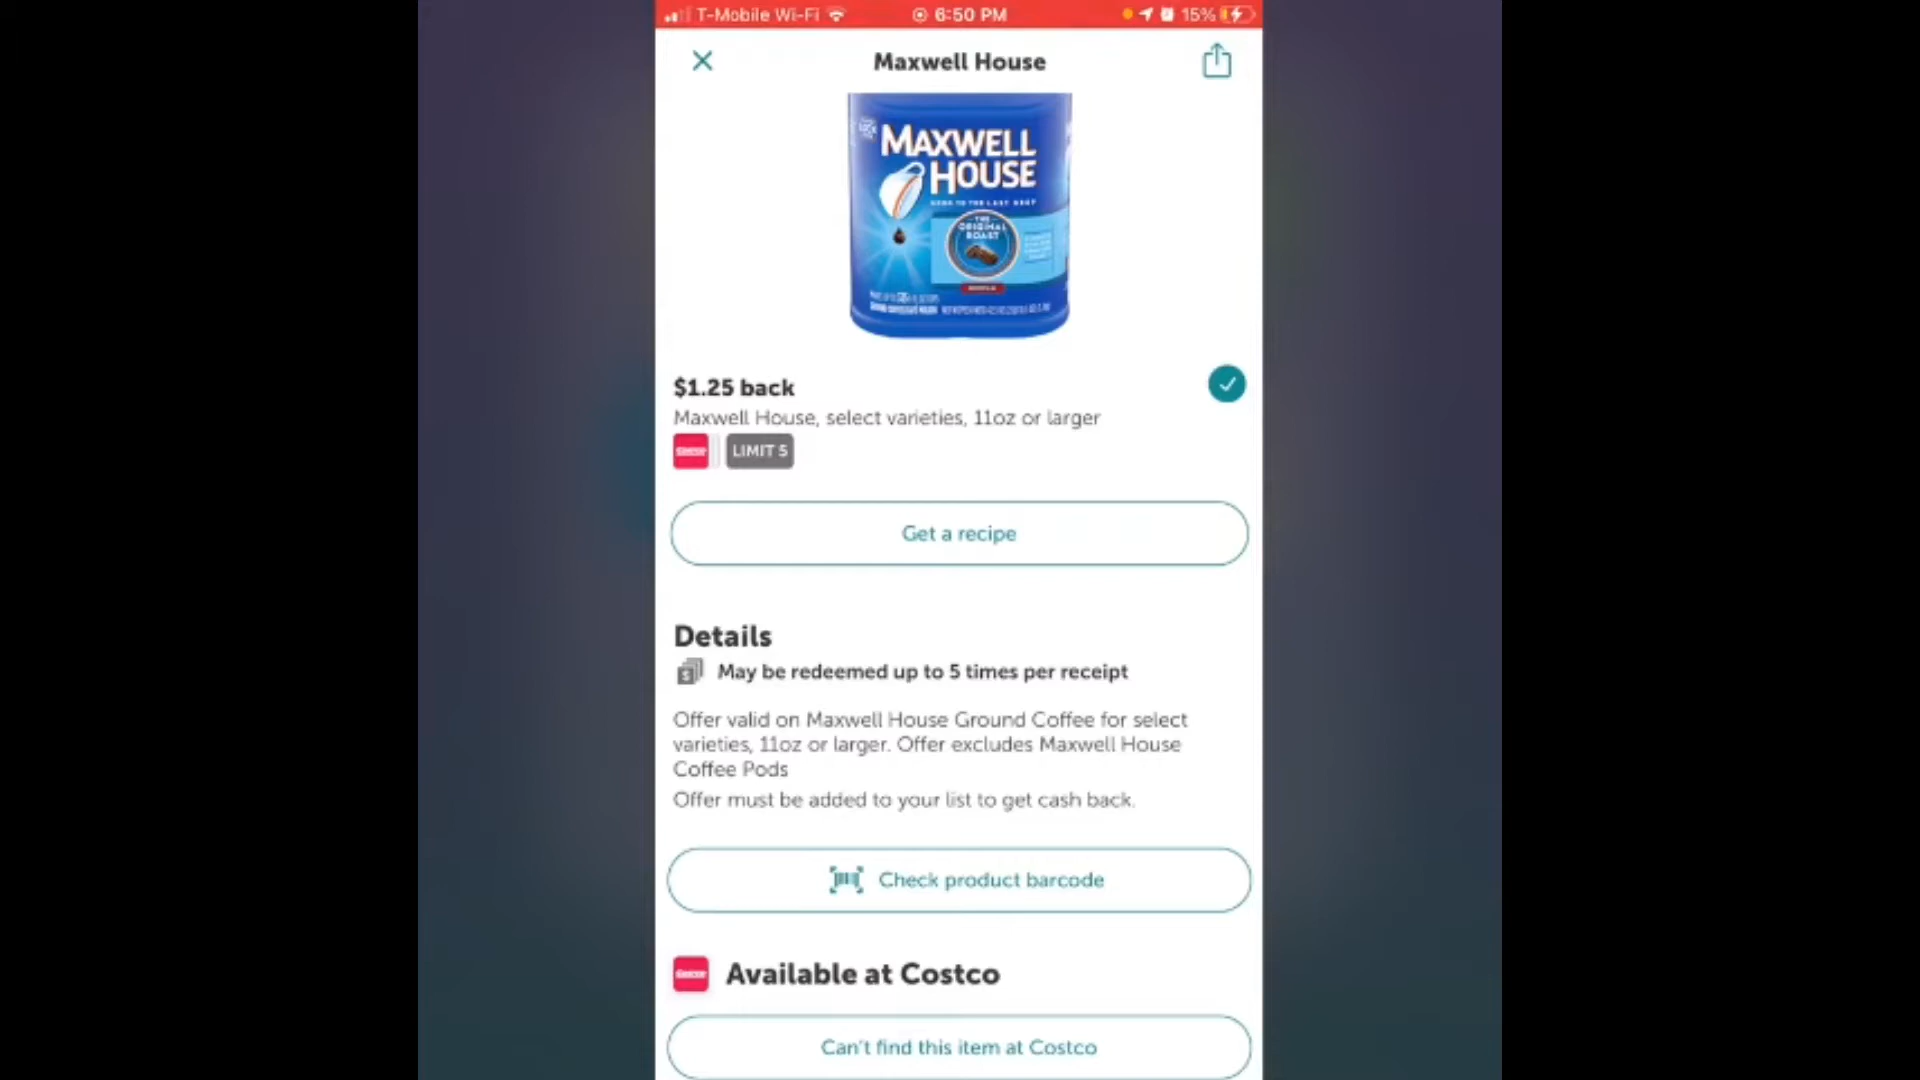 T-Mobile Wi-Fi 6:50 PM 15%
Maxwell House
MAXWELL
HOUSE
GOOD TO THE LAST DROP
THE
ORIGINAL
ROAST
$1.25 back
Maxwell House, select varieties, 11oz or larger
LIMIT 5
Get a recipe
Details
May be redeemed up to 5 times per receipt
Offer valid on Maxwell House Ground Coffee for select
varieties, 11oz or larger. Offer excludes Maxwell House
Coffee Pods
Offer must be added to your list to get cash back.
Check product barcode
Available at Costco
Can't find this item at Costco